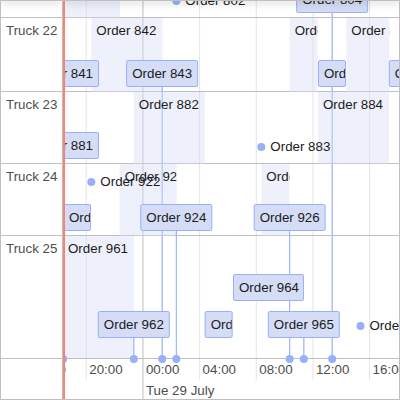 Order 802
Order 804
Truck 22
Order 842
Ord
Order
841
Order 843
Ord
Truck 23
Order 882
Order 884
881
Order 883
Truck 24
Order 922
Order 92
Ord
Ord
Order 924
Order 926
Truck 25
Order 961
Order 964
Order 962
Ord
Order 965
Orde
20:00
00:00
04:00
08:00
12:00
16:0
Tue 29 July